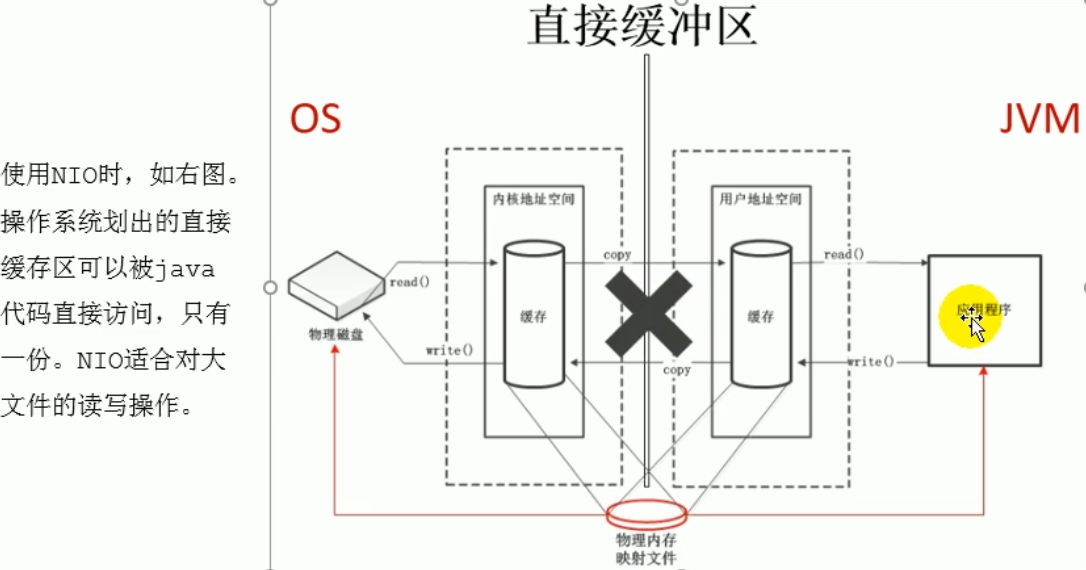 直接缓冲区
OS
JVM
使用NIO时，如右图。
操作系统划出的直接
缓存区可以被java
代码直接访问，只有
一份。NIO适合对大
文件的读写操作。
内核地址空间
用户地址空间
copy
read()
read()
缓存
缓存
应用程序
物理磁盘
write()
copy
write()
物理内存
映射文件